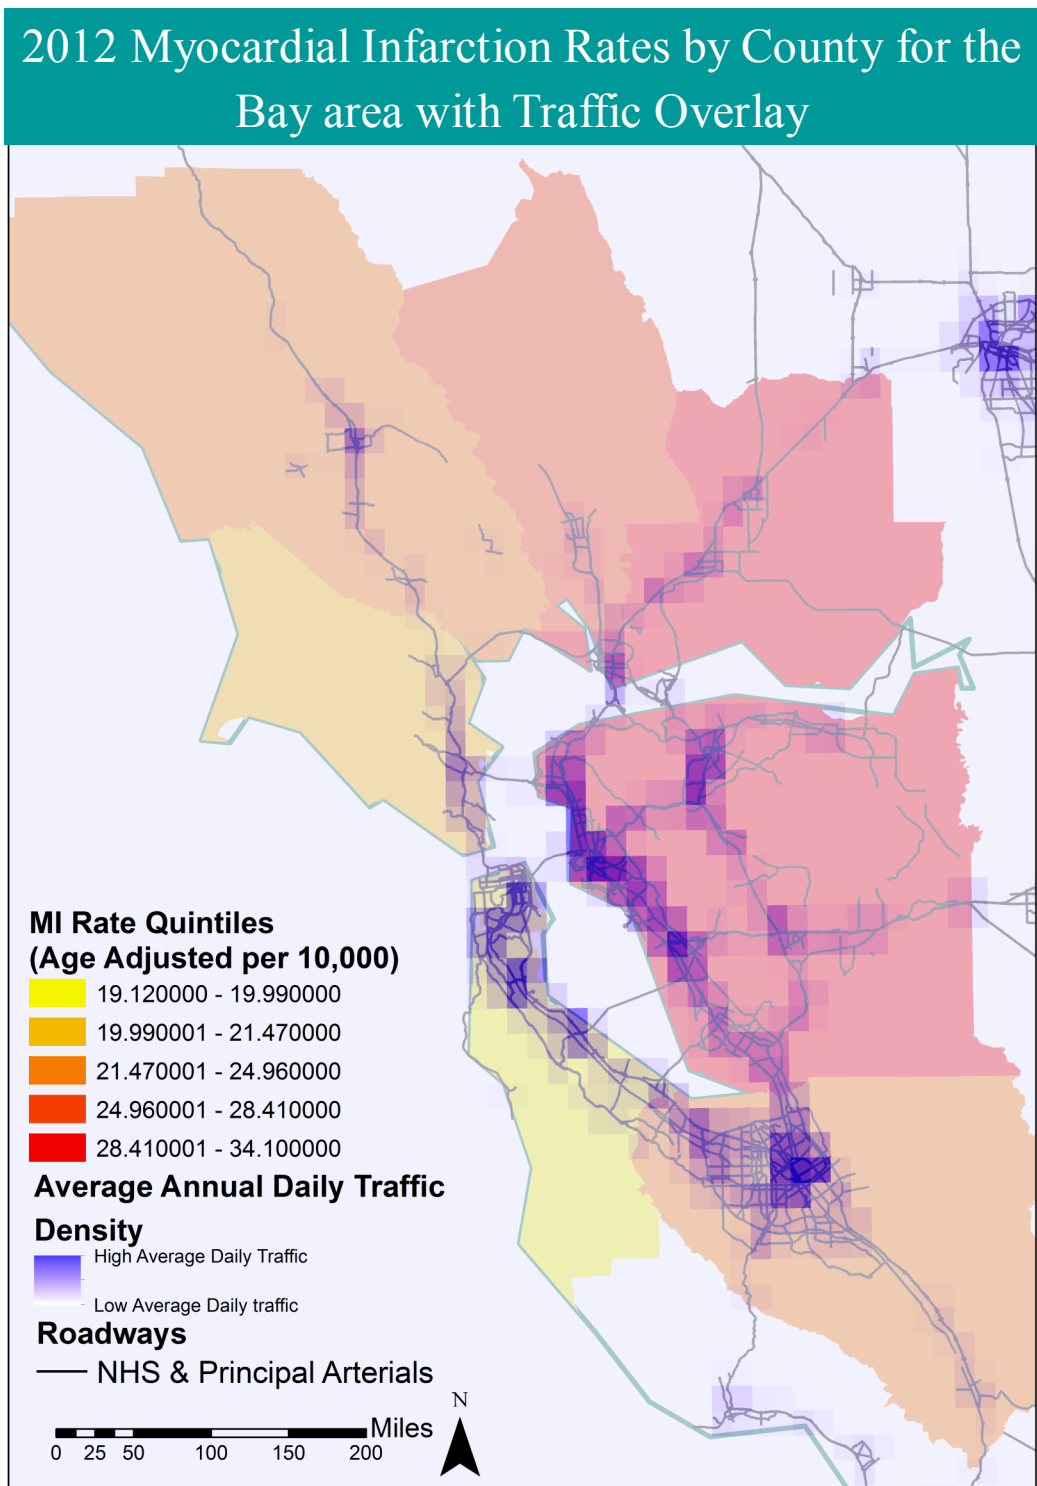 2012 Myocardial Infarction Rates by County for the
Bay area with Traffic Overlay
MI Rate Quintiles
(Age Adjusted per 10,000)
19.120000 - 19.990000
19.990001 - 21.470000
21.470001 - 24.960000
24.960001 - 28.410000
28.410001 - 34.100000
Average Annual Daily Traffic
Density
High Average Daily Traffic
Low Average Daily traffic
Roadways
NHS & Principal Arterials
N
Miles
0 25 50 100 150 200